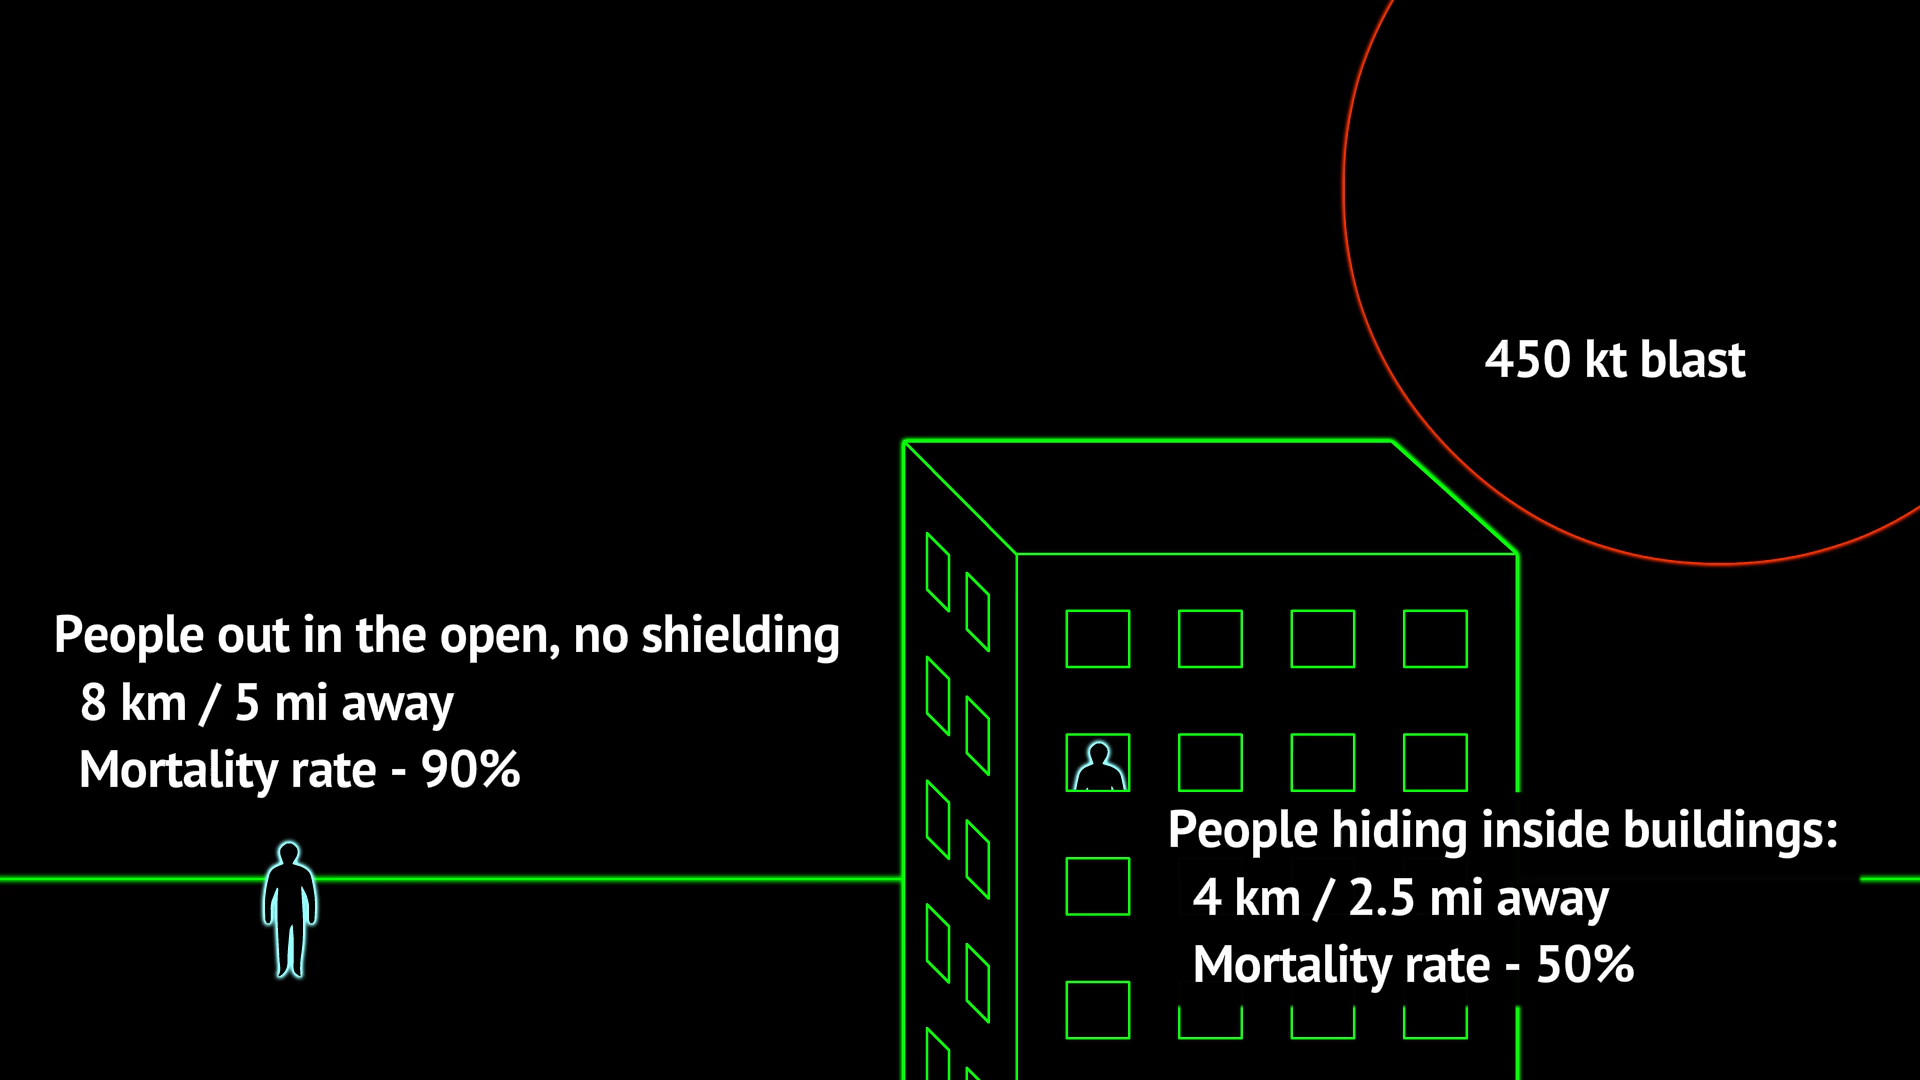 450 kt blast
People out in the open, no shielding
8 km / 5 mi away
Mortality rate - 90%
People hiding inside buildings:
4 km / 2.5 mi away
Mortality rate - 50%